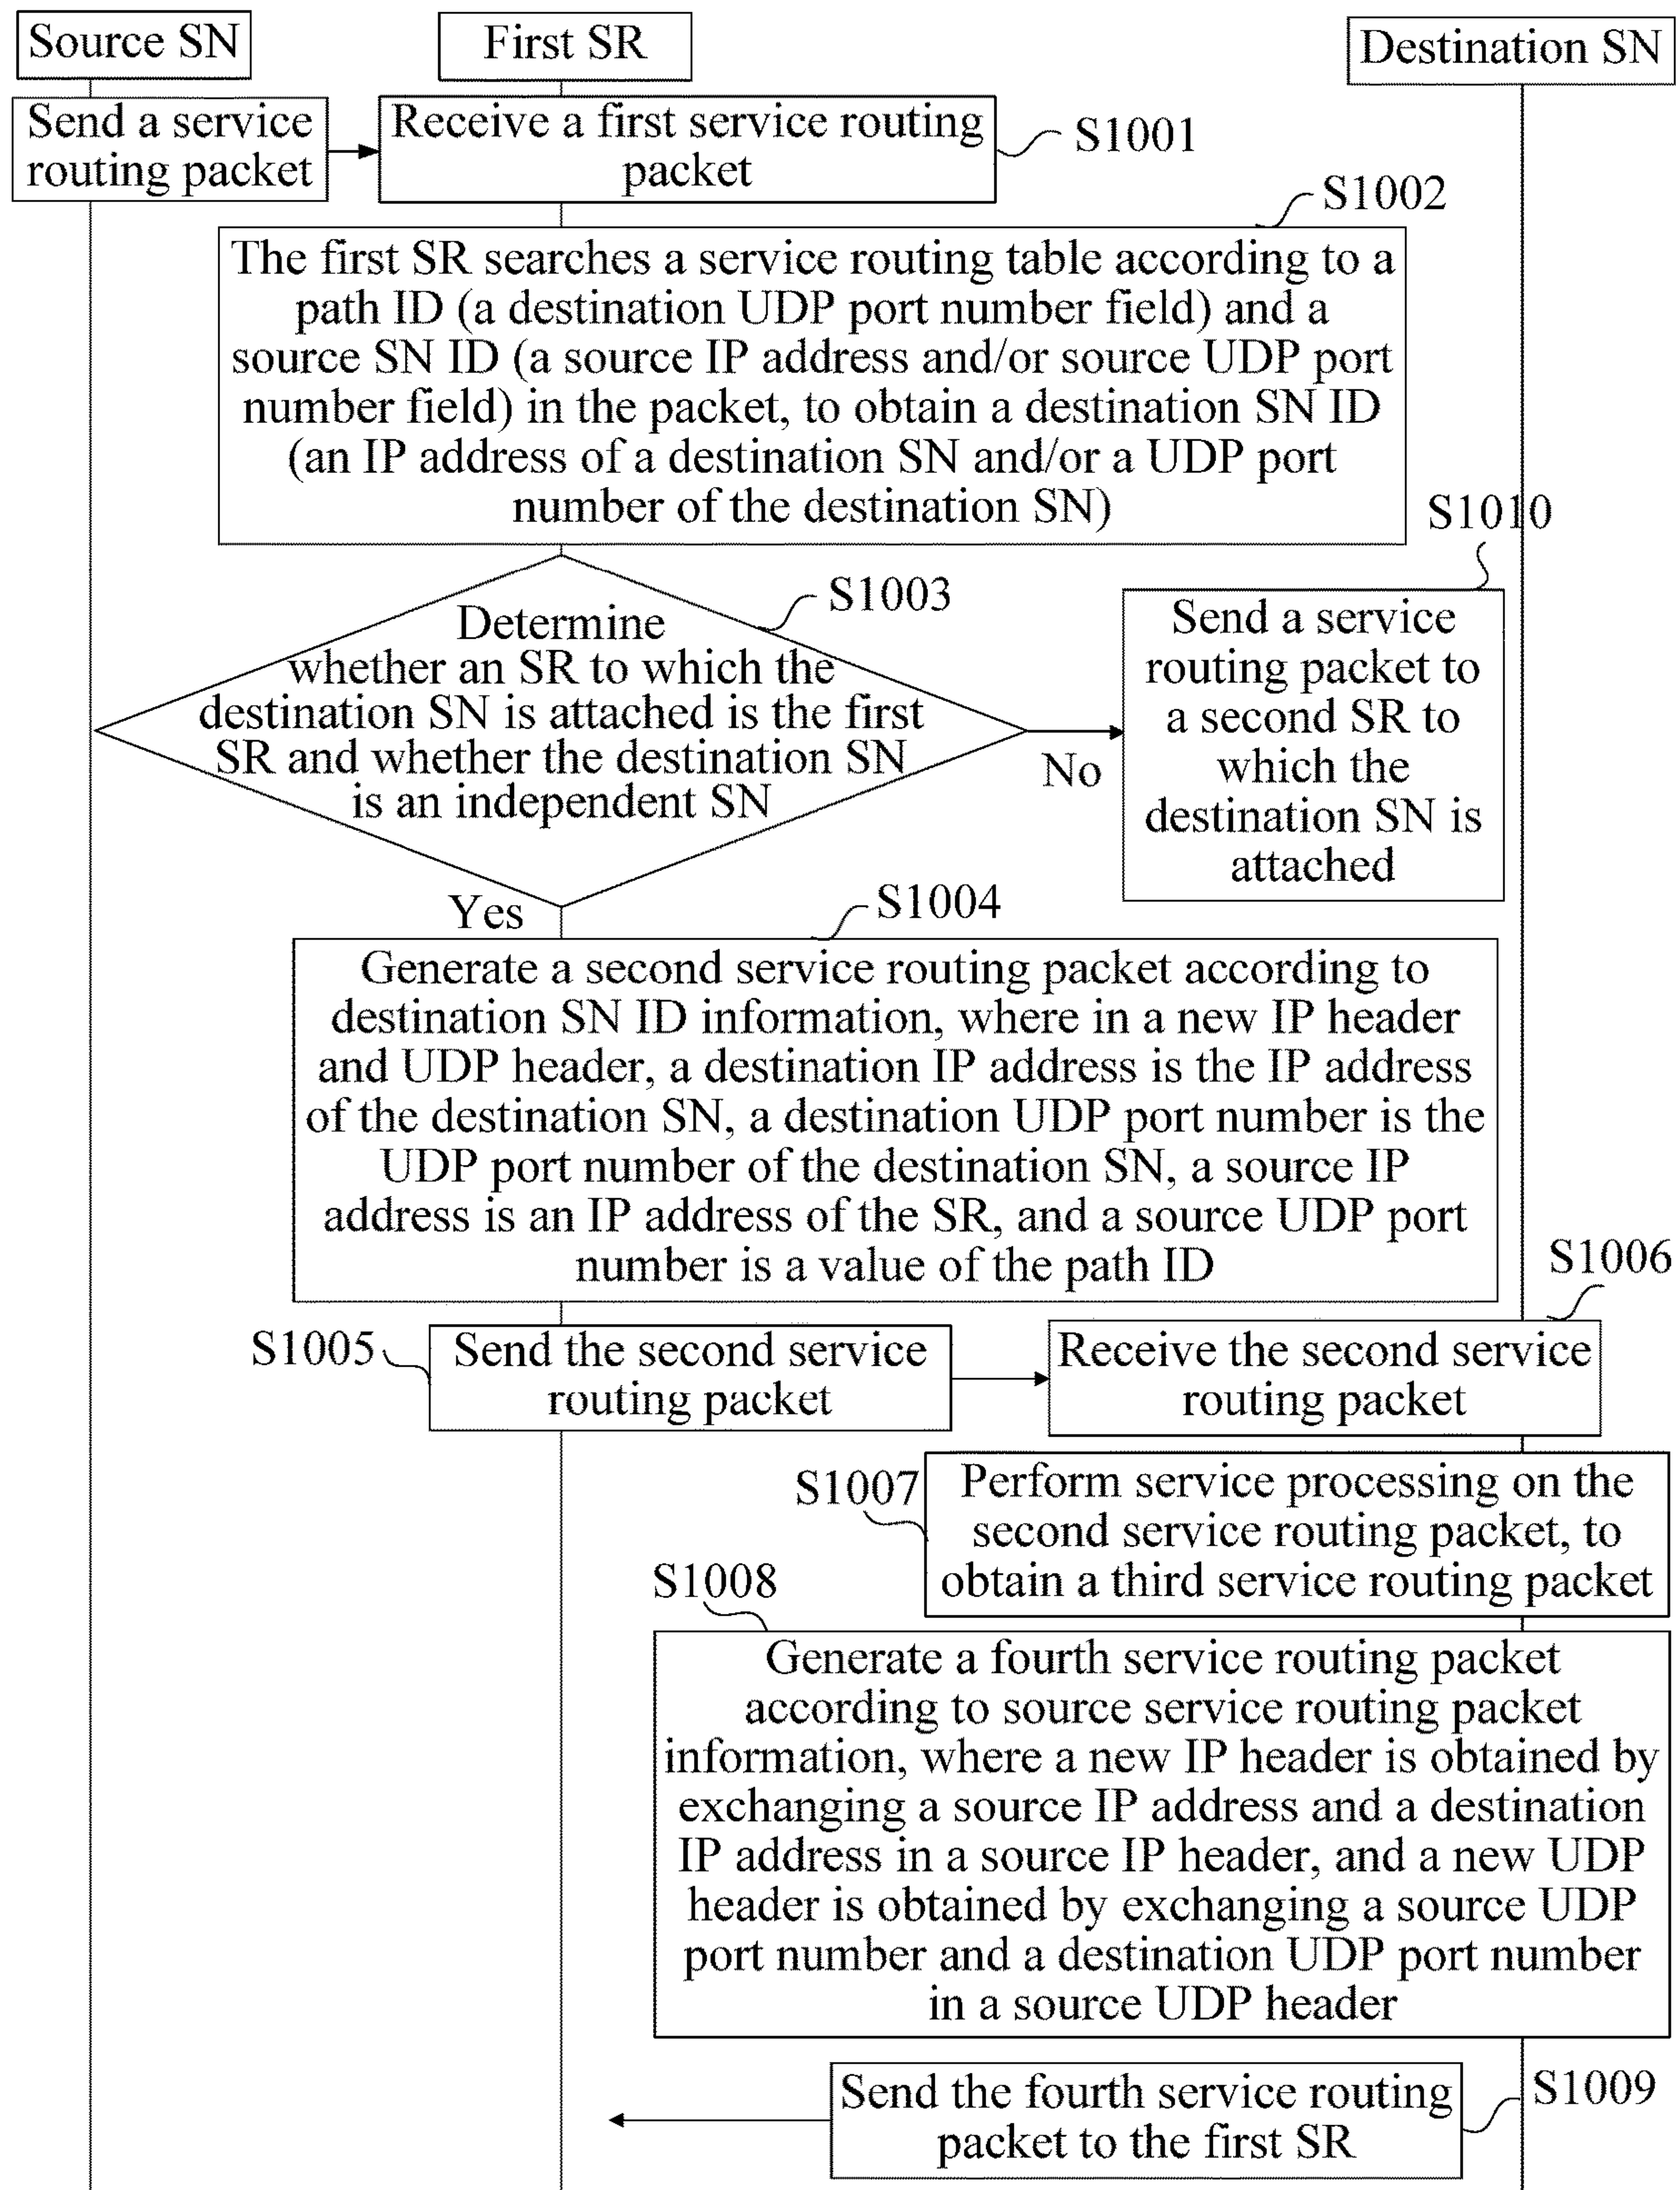 Source SN
First SR
Destination SN
Send a service
routing packet
Receive a first service routing
packet
S1001
S1002
The first SR searches a service routing table according to a
path ID (a destination UDP port number field) and a
source SN ID (a source IP address and/or source UDP port
number field) in the packet, to obtain a destination SN ID
(an IP address of a destination SN and/or a UDP port
number of the destination SN)
S1003
Determine
whether an SR to which the
destination SN is attached is the first
SR and whether the destination SN
is an independent SN
No
S1010
Send a service
routing packet to
a second SR to
which the
destination SN is
attached
Yes
S1004
Generate a second service routing packet according to
destination SN ID information, where in a new IP header
and UDP header, a destination IP address is the IP address
of the destination SN, a destination UDP port number is the
UDP port number of the destination SN, a source IP
address is an IP address of the SR, and a source UDP port
number is a value of the path ID
S1005
Send the second service
routing packet
S1006
Receive the second service
routing packet
S1007
Perform service processing on the
second service routing packet, to
obtain a third service routing packet
S1008
Generate a fourth service routing packet
according to source service routing packet
information, where a new IP header is obtained by
exchanging a source IP address and a destination
IP address in a source IP header, and a new UDP
header is obtained by exchanging a source UDP
port number and a destination UDP port number
in a source UDP header
Send the fourth service routing
packet to the first SR
S1009